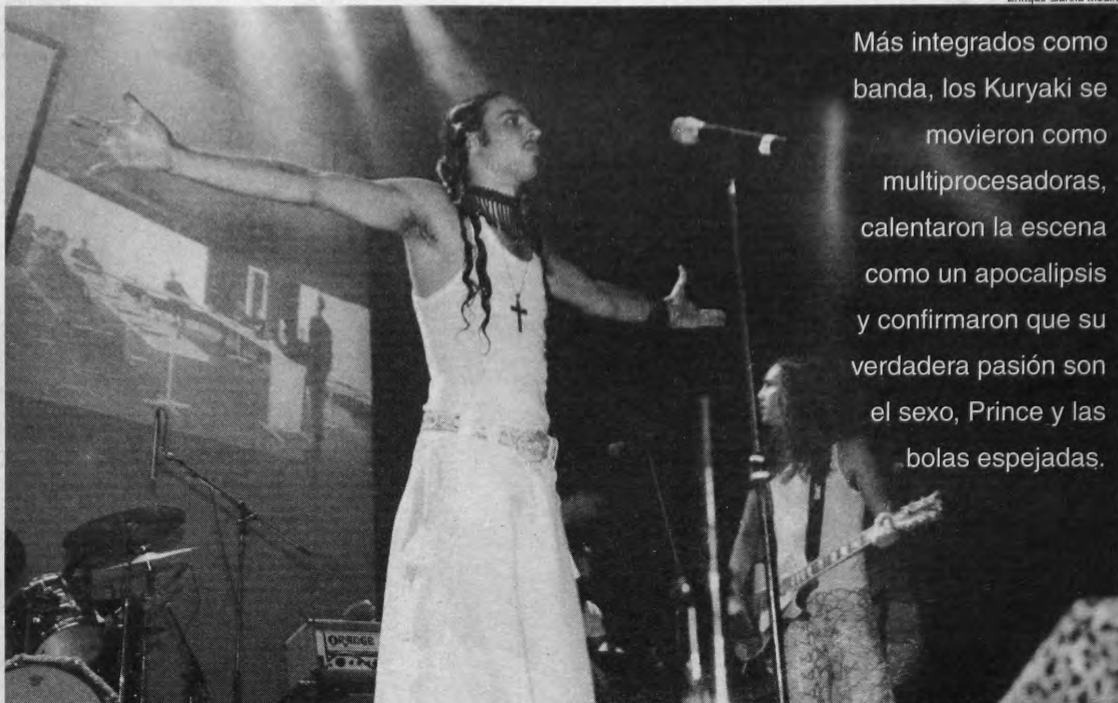 Más integrados como
banda, los Kuryaki se
movieron como
multiprocesadoras,
calentaron la escena
como un apocalipsis
y confirmaron que su
verdadera pasión son
el sexo, Prince y las
bolas espejadas.
ORANGE